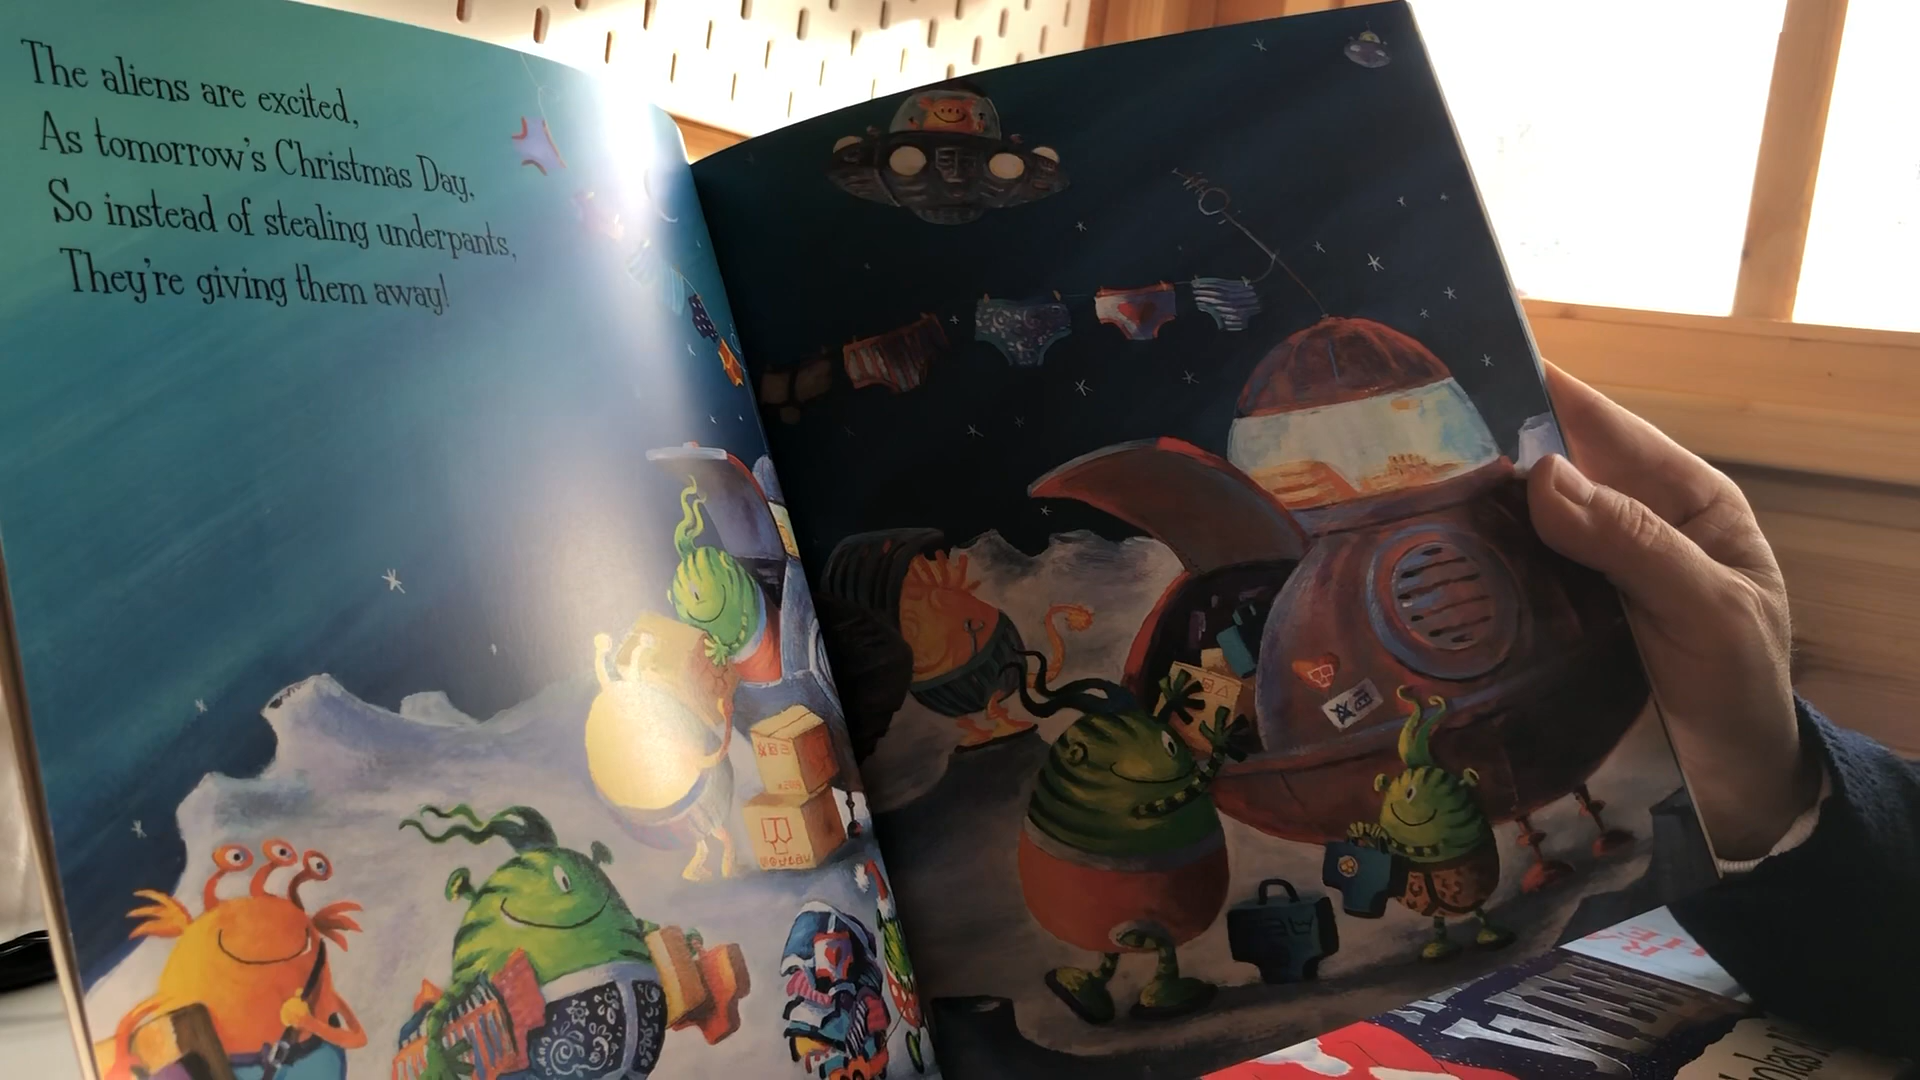 The aliens are excited,
As tomorrow's Christmas Day,
So instead of stealing underpants,
They're giving them away!